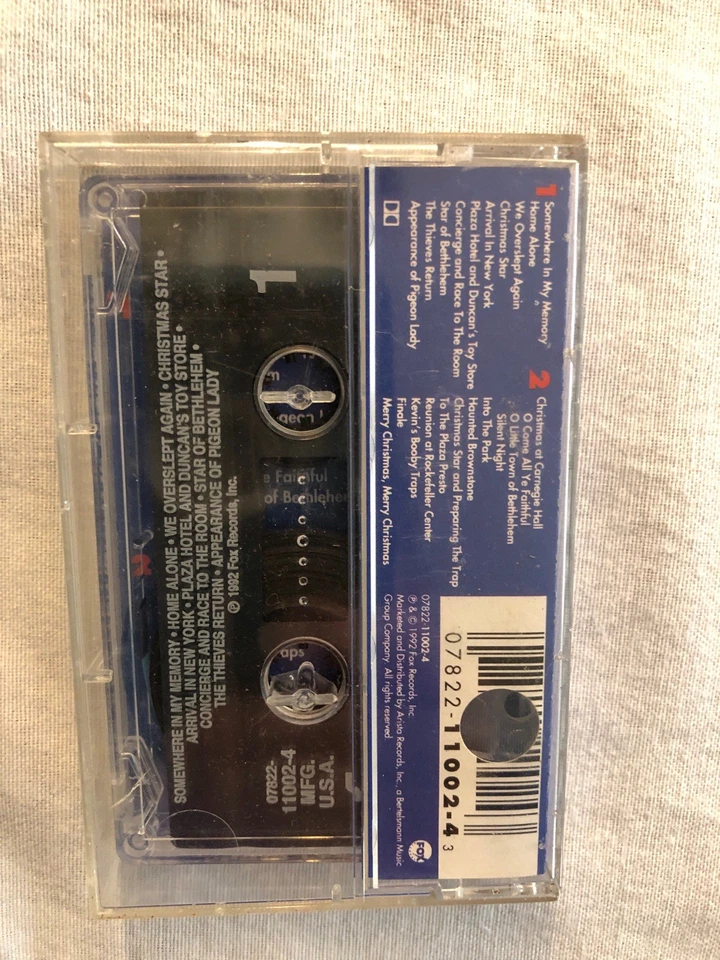 1
Somewhere In My Memory
Home Alone
We Overslept Again
Christmas Star
Arrival In New York
Plaza Hotel and Duncan's Toy Store
Concierge and Race To The Room
Star of Bethlehem
The Thieves Return
Appearance of Pigeon Lady
2
Christmas at Carnegie Hall
O Come All Ye Faithful
O Little Town of Bethlehem
Silent Night
Into The Park
Haunted Brownstone
Christmas Star and Preparing The Trap
To The Plaza Presto
Reunion at Rockefeller Center
Kevin's Booby Traps
Finale
Merry Christmas, Merry Christmas
07822-11002-4
℗ & © 1992 Fox Records, Inc.
Marketed and Distributed by Arista Records, Inc., a Bertelsmann Music
Group Company. All rights reserved.
FOX
07822-11002-4 3
1
SOMEWHERE IN MY MEMORY • HOME ALONE • WE OVERSLEPT AGAIN • CHRISTMAS STAR •
ARRIVAL IN NEW YORK • PLAZA HOTEL AND DUNCAN'S TOY STORE •
CONCIERGE AND RACE TO THE ROOM • STAR OF BETHLEHEM •
THE THIEVES RETURN • APPEARANCE OF PIGEON LADY
℗ 1992 Fox Records, Inc.
07822-
11002-4
MFG.
U.S.A.
Faithful
of Bethlehem
aps